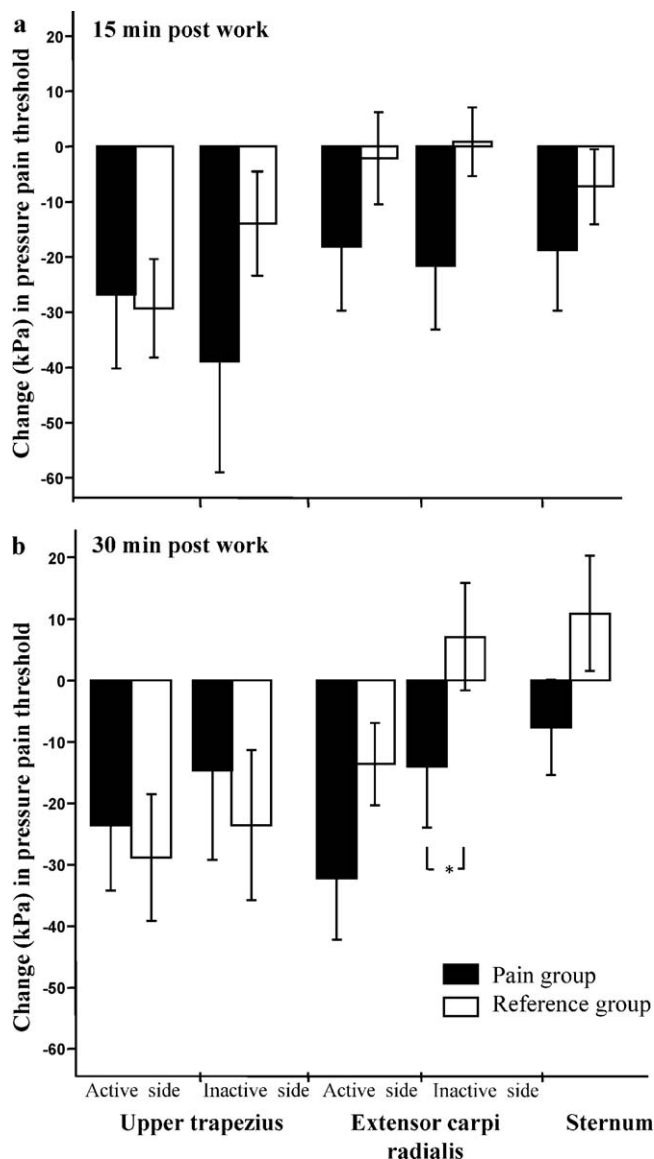 a 15 min post work
20
10
0
-10
-20
-30
-40
-50
-60
Change (kPa) in pressure pain threshold
b 30 min post work
20
10
0
-10
-20
-30
-40
-50
-60
Change (kPa) in pressure pain threshold
*
Pain group
Reference group
Active side Inactive side Active side Inactive side
Upper trapezius Extensor carpi radialis Sternum